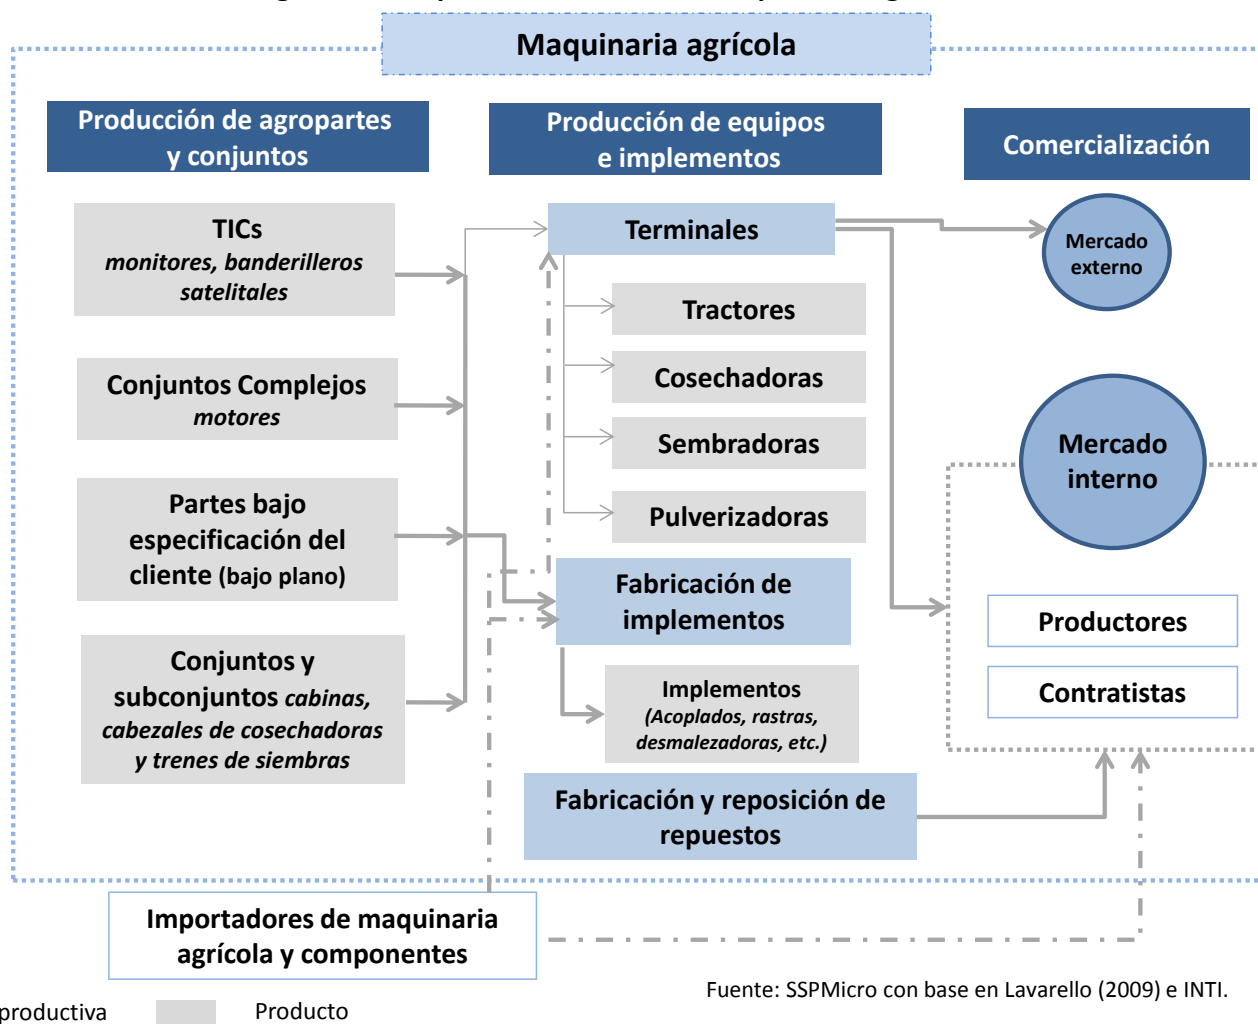 Maquinaria agrícola
Producción de agropartes
y conjuntos
Producción de equipos
e implementos
Comercialización
TICs
monitores, banderilleros
satelitales
Conjuntos Complejos
motores
Partes bajo
especificación del
cliente (bajo plano)
Conjuntos y
subconjuntos cabinas,
cabezales de cosechadoras
y trenes de siembras
Terminales
Tractores
Cosechadoras
Sembradoras
Pulverizadoras
Fabricación de
implementos
Implementos
(Acoplados, rastras,
desmalezadoras, etc.)
Fabricación y reposición de
repuestos
Mercado
externo
Mercado
interno
Productores
Contratistas
Importadores de maquinaria
agrícola y componentes
Fuente: SSPMicro con base en Lavarello (2009) e INTI.
productiva
Producto